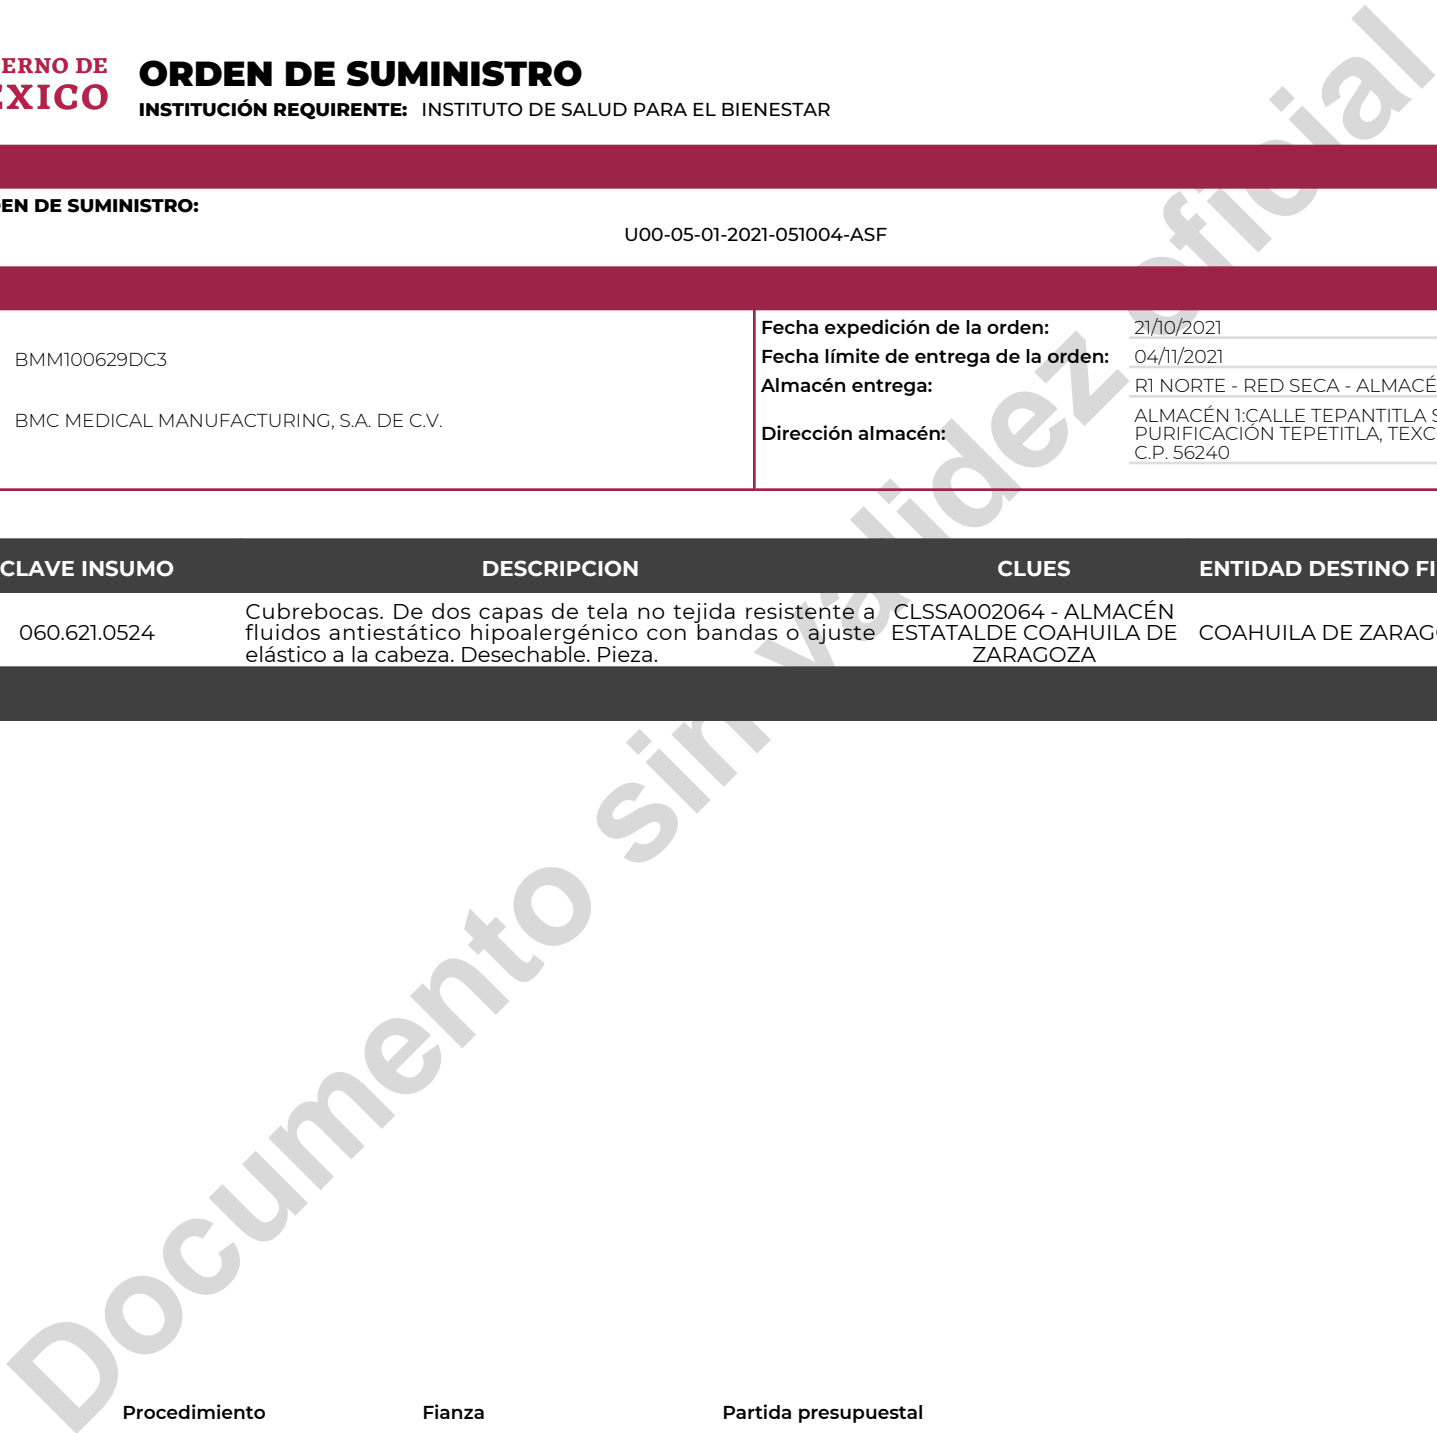 ERNO DE
EXICO
ORDEN DE SUMINISTRO
INSTITUCIÓN REQUIRENTE: INSTITUTO DE SALUD PARA EL BIENESTAR
EN DE SUMINISTRO:
U00-05-01-2021-051004-ASF
BMM100629DC3
BMC MEDICAL MANUFACTURING, S.A. DE C.V.
Fecha expedición de la orden: 21/10/2021
Fecha límite de entrega de la orden: 04/11/2021
Almacén entrega: R1 NORTE - RED SECA - ALMACÉ
Dirección almacén: ALMACÉN 1:CALLE TEPANTITLA S
PURIFICACIÓN TEPETITLA, TEXC
C.P. 56240
CLAVE INSUMO DESCRIPCION CLUES ENTIDAD DESTINO FI
060.621.0524
Cubrebocas. De dos capas de tela no tejida resistente a
fluidos antiestático hipoalergénico con bandas o ajuste
elástico a la cabeza. Desechable. Pieza.
CLSSA002064 - ALMACÉN
ESTATALDE COAHUILA DE
ZARAGOZA
COAHUILA DE ZARAG
Documento sin validez oficial
Procedimiento Fianza Partida presupuestal